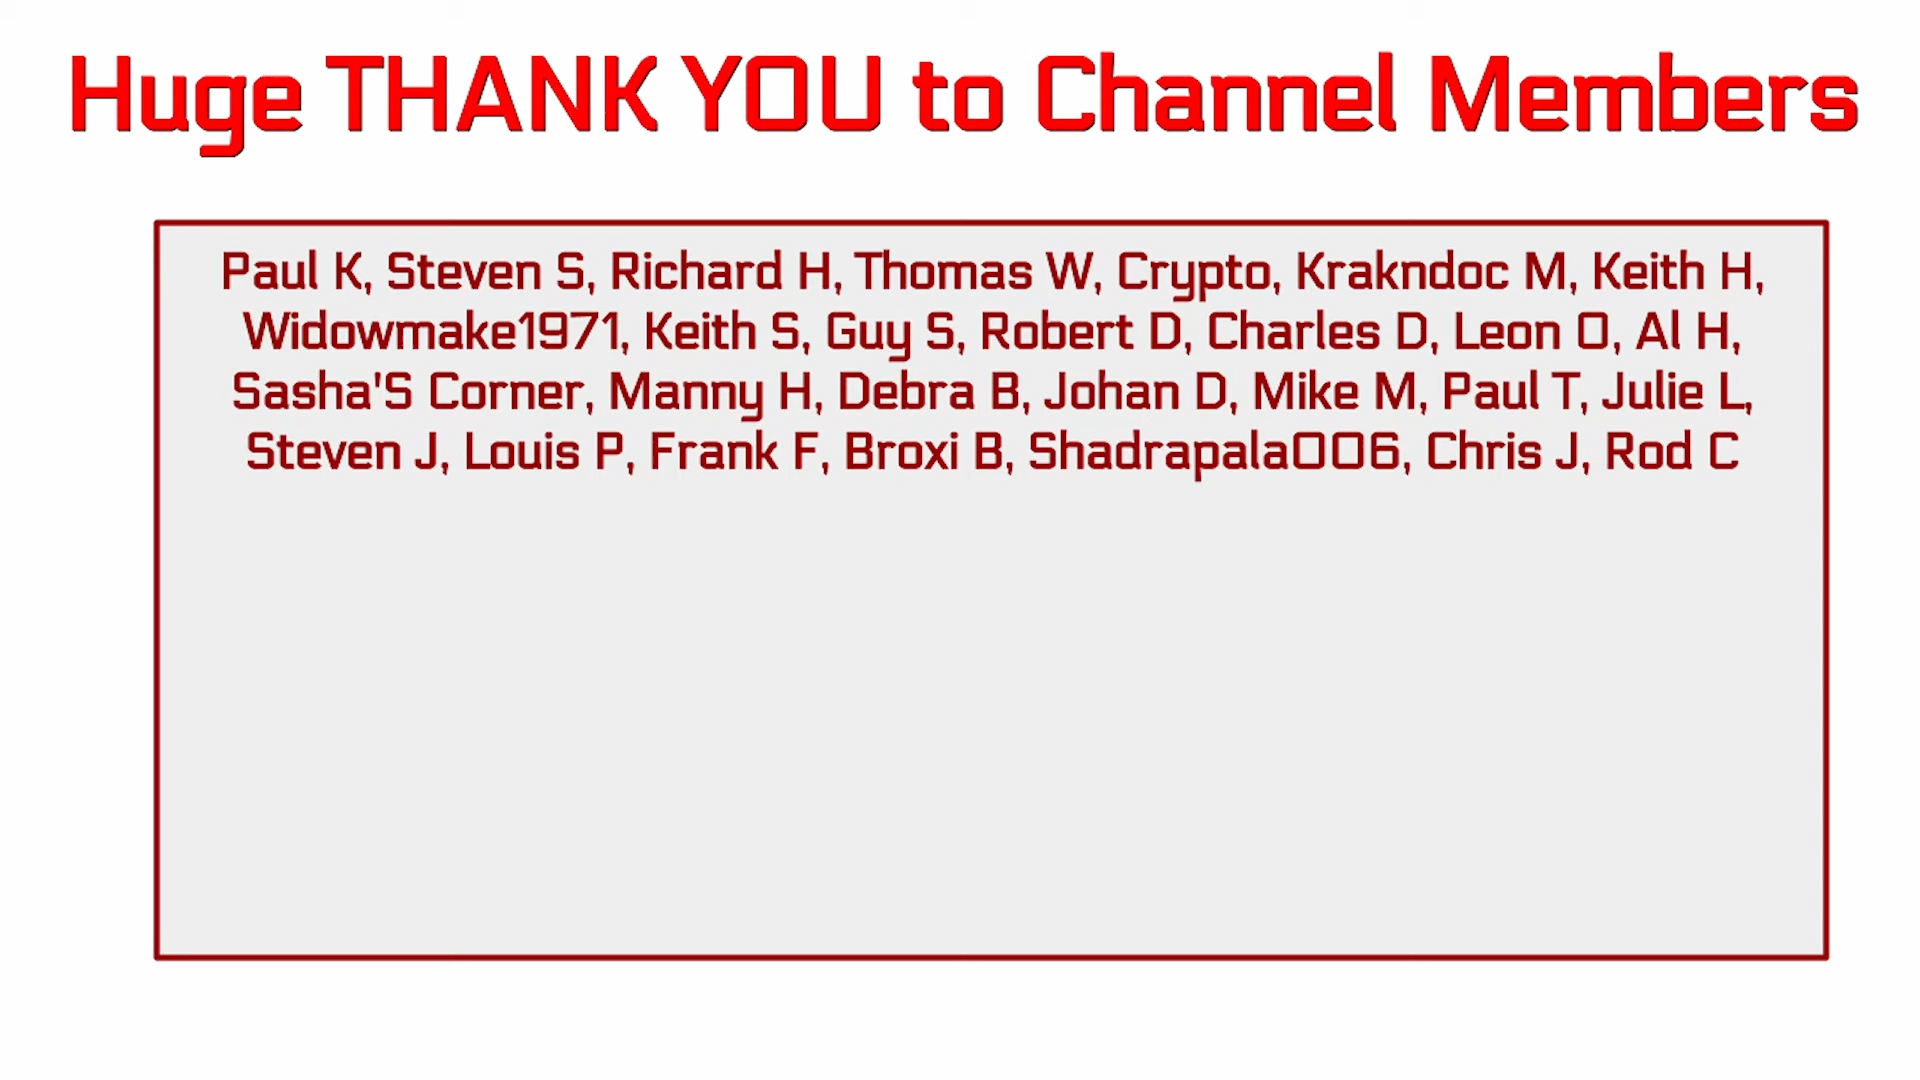 Huge THANK YOU to Channel Members
Paul K, Steven S, Richard H, Thomas W, Crypto, Krakndoc M, Keith H,
Widowmake1971, Keith S, Guy S, Robert D, Charles D, Leon O, Al H,
Sasha'S Corner, Manny H, Debra B, Johan D, Mike M, Paul T, Julie L,
Steven J, Louis P, Frank F, Broxi B, Shadrapala006, Chris J, Rod C